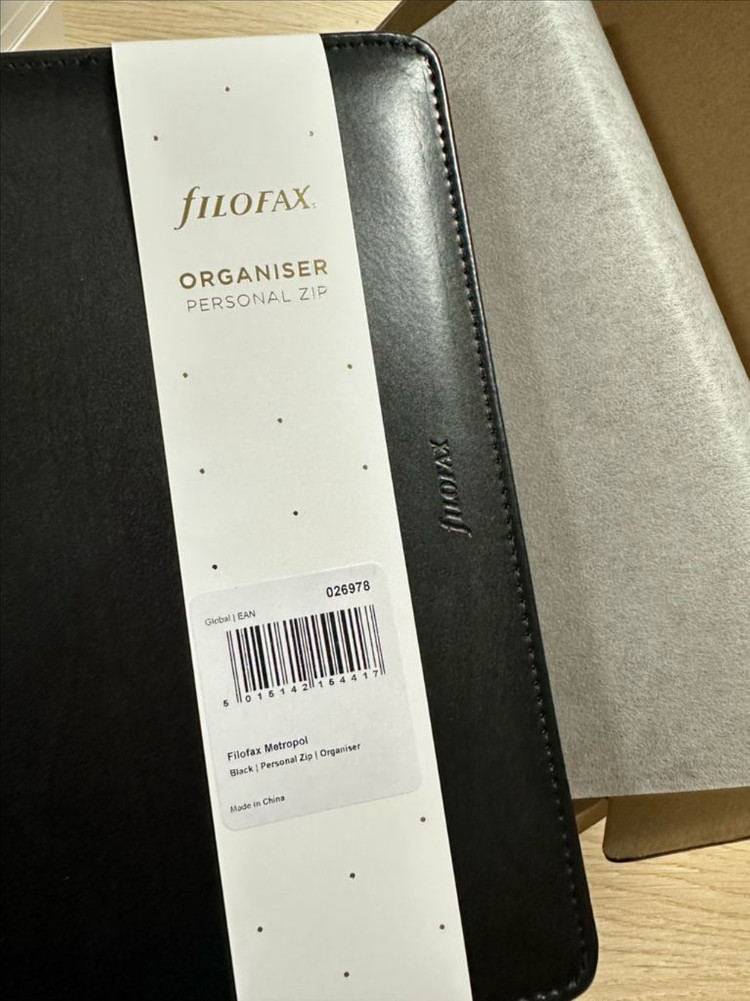 fILOFAX
ORGANISER
PERSONAL ZIP
fILOFAX
026978
Global | EAN
5 015142 154417
Filofax Metropol
Black | Personal Zip | Organiser
Made in China